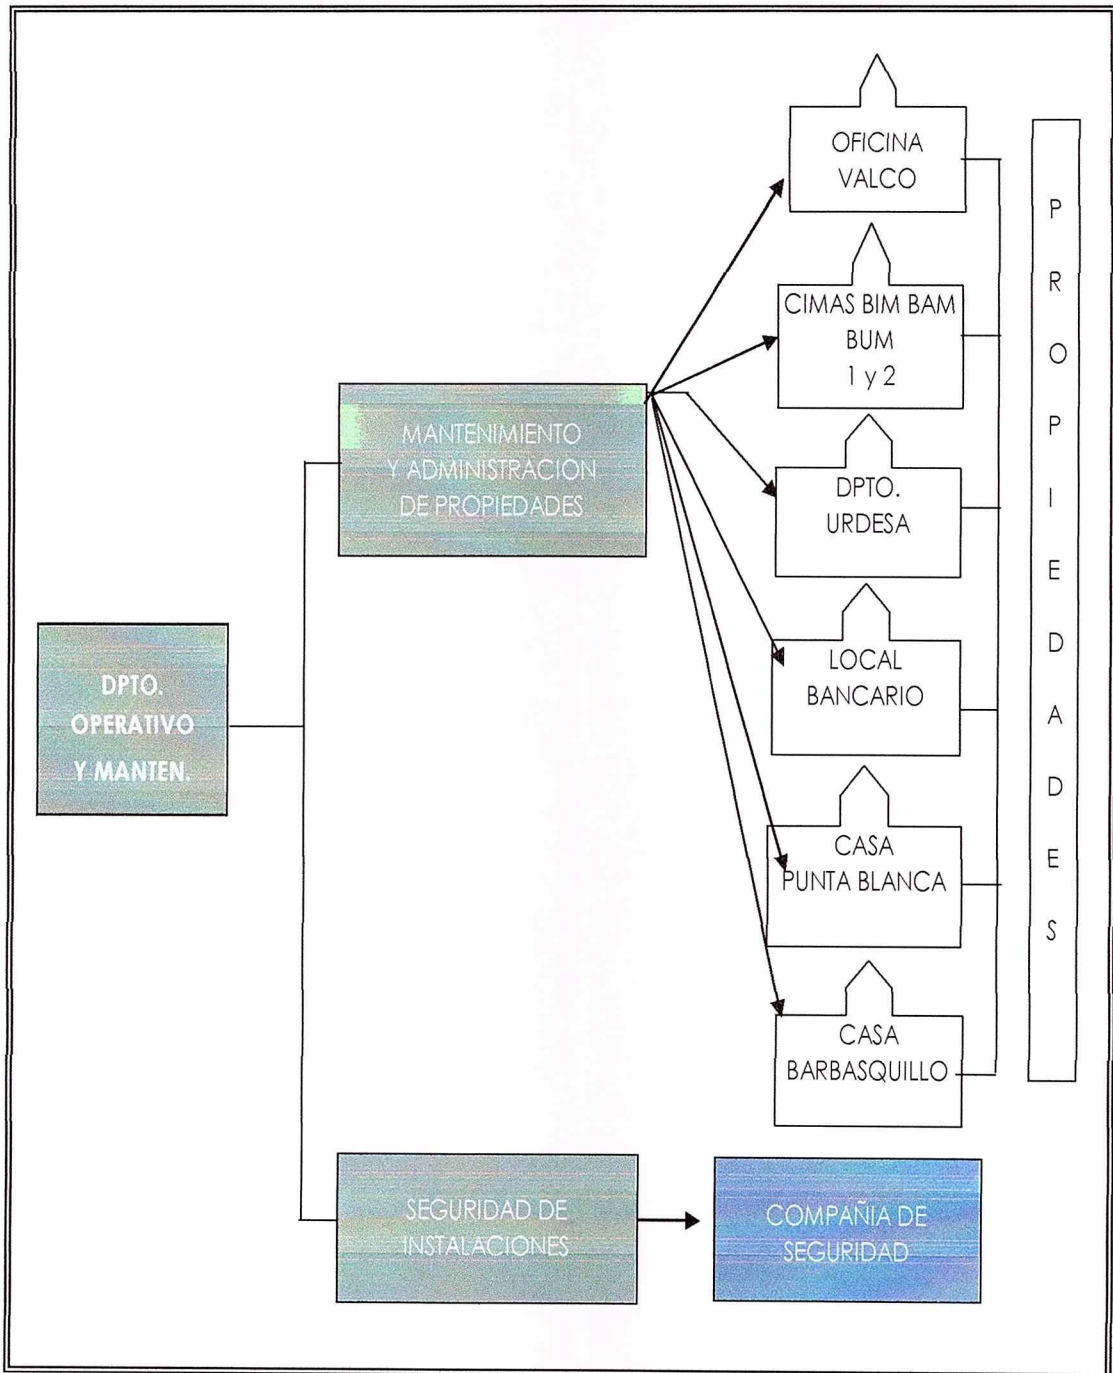 OFICINA
VALCO
CIMAS BIM BAM
BUM
1 y 2
MANTENIMIENTO
Y ADMINISTRACION
DE PROPIEDADES
DPTO.
URDESA
DPTO.
OPERATIVO
Y MANTEN.
LOCAL
BANCARIO
CASA
PUNTA BLANCA
CASA
BARBASQUILLO
PROPIEDADES
SEGURIDAD DE
INSTALACIONES
COMPAÑIA DE
SEGURIDAD